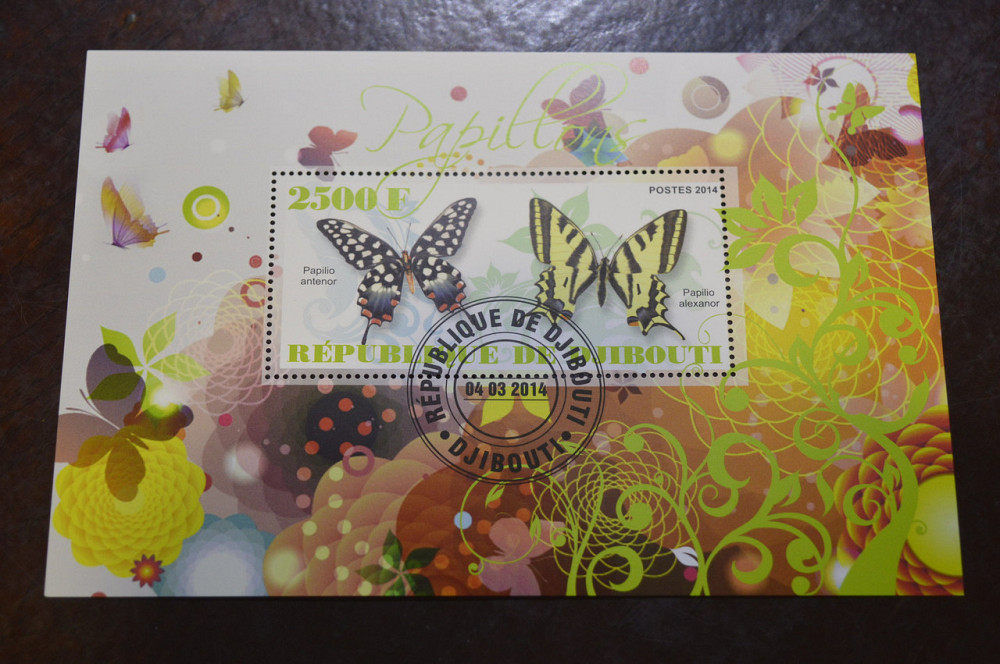 Papillons
2500 F
POSTES 2014
Papilio
antenor
Papilio
alexanor
RÉPUBLIQUE DE DJIBOUTI
RÉPUBLIQUE DE DJIBOUTI
04 03 2014
• DJIBOUTI •